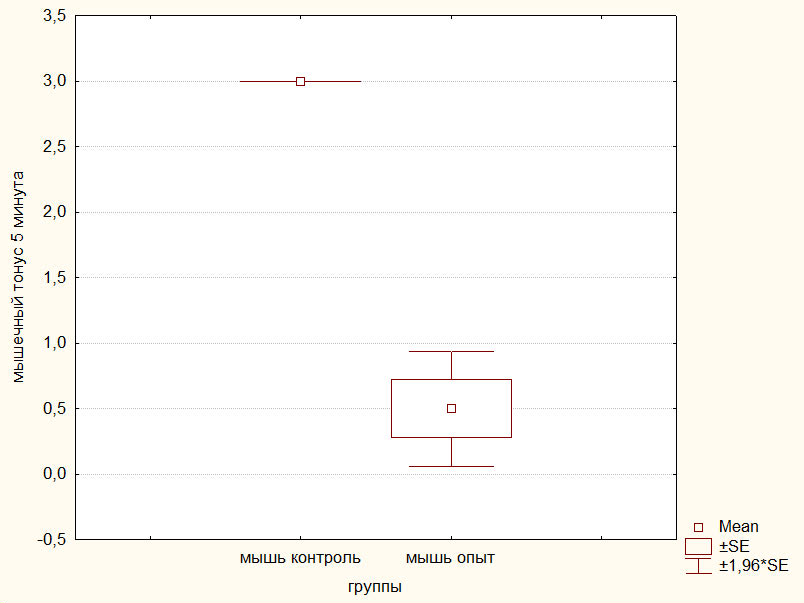 3,5
3,0
2,5
2,0
1,5
1,0
0,5
0,0
-0,5
мышечный тонус 5 минута
мышь контроль
мышь опыт
группы
Mean
±SE
±1,96*SE